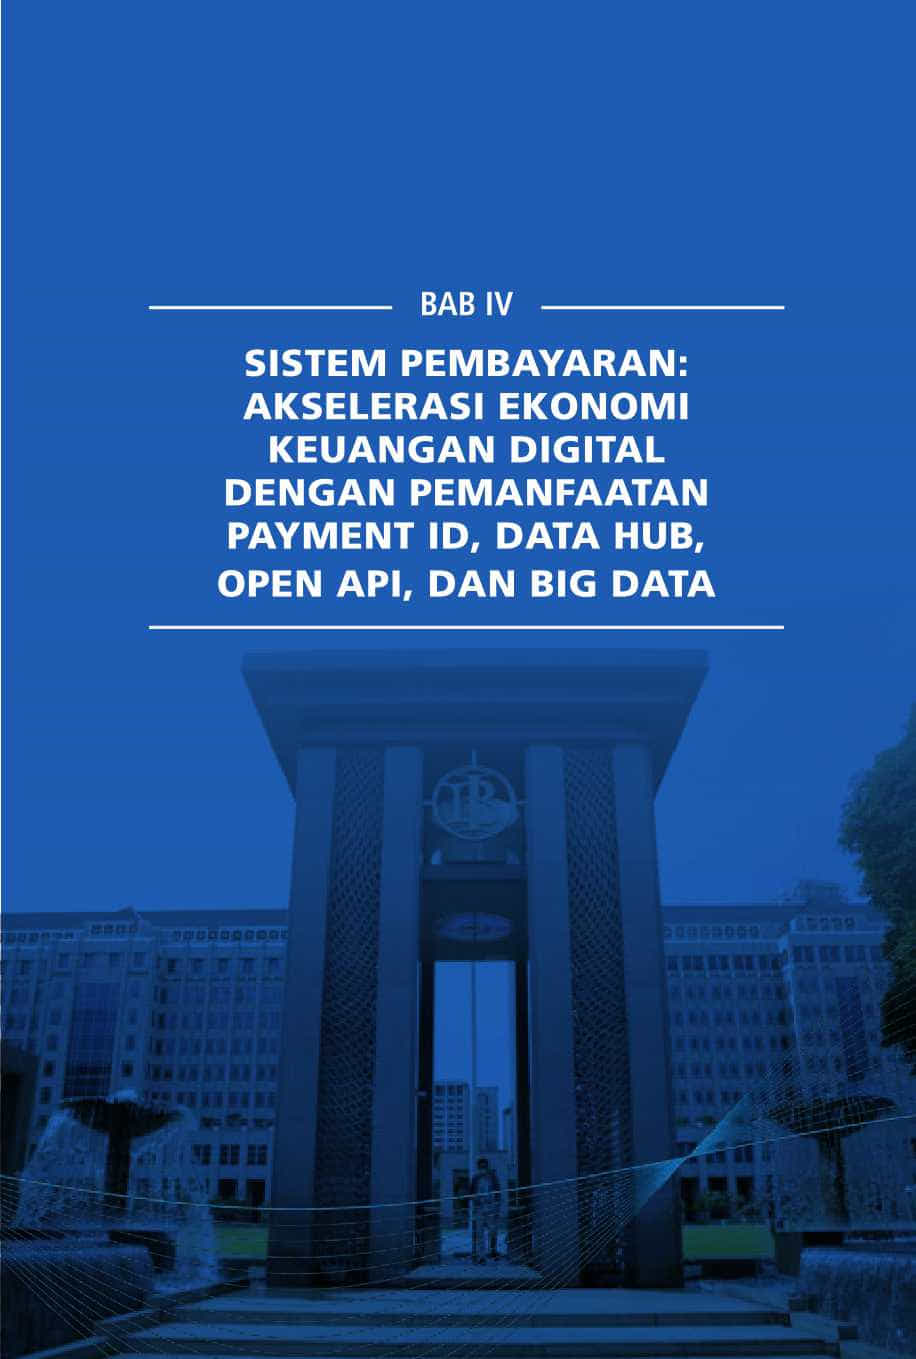 BAB IV
SISTEM PEMBAYARAN:
AKSELERASI EKONOMI
KEUANGAN DIGITAL
DENGAN PEMANFAATAN
PAYMENT ID, DATA HUB,
OPEN API, DAN BIG DATA